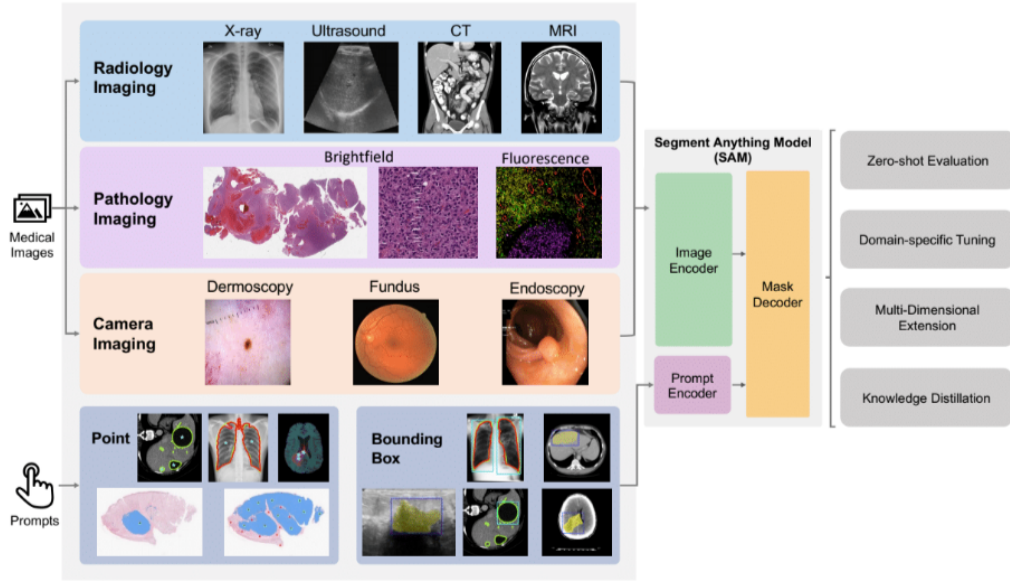 X-ray
Ultrasound
CT
MRI
Radiology
Imaging
Brightfield
Fluorescence
Pathology
Imaging
Medical
Images
Dermoscopy
Fundus
Endoscopy
Camera
Imaging
Point
Bounding
Box
Prompts
Segment Anything Model
(SAM)
Image
Encoder
Mask
Decoder
Prompt
Encoder
Zero-shot Evaluation
Domain-specific Tuning
Multi-Dimensional
Extension
Knowledge Distillation